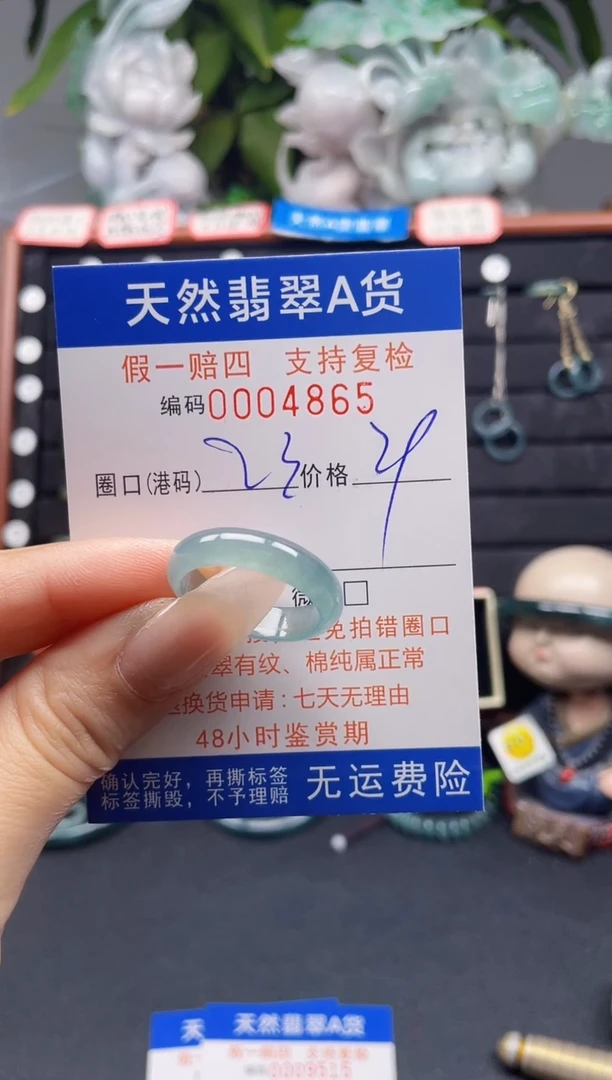 天然翡翠A货
假一赔四 支持复检
编码0004865
圈口(港码) 23 价格
微 口
免拍错圈口
翠有纹、棉纯属正常
换货申请：七天无理由
48小时鉴赏期
确认完好，再撕标签
标签撕毁，不予理赔
无运费险
天然翡翠A货
0009515